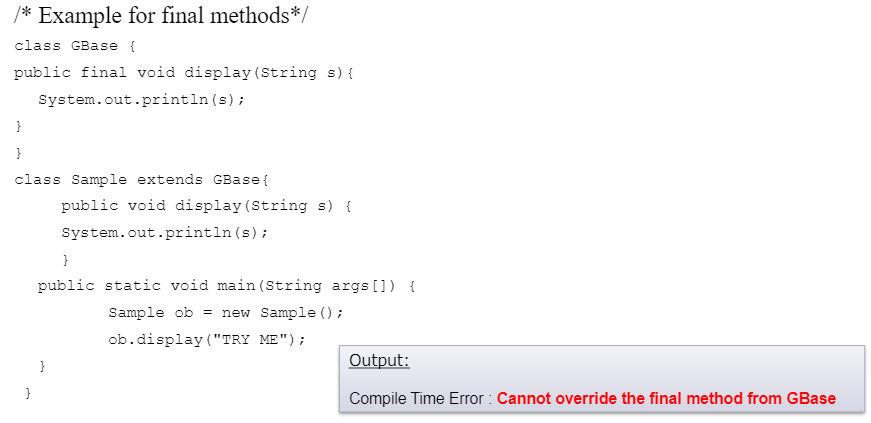 /* Example for final methods*/
class GBase {
public final void display(String s){
System.out.println(s);
}
}
class Sample extends GBase{
public void display(String s) {
System.out.println(s);
}
public static void main(String args[]) {
Sample ob = new Sample();
ob.display("TRY ME");
}
}
Output:
Compile Time Error : Cannot override the final method from GBase